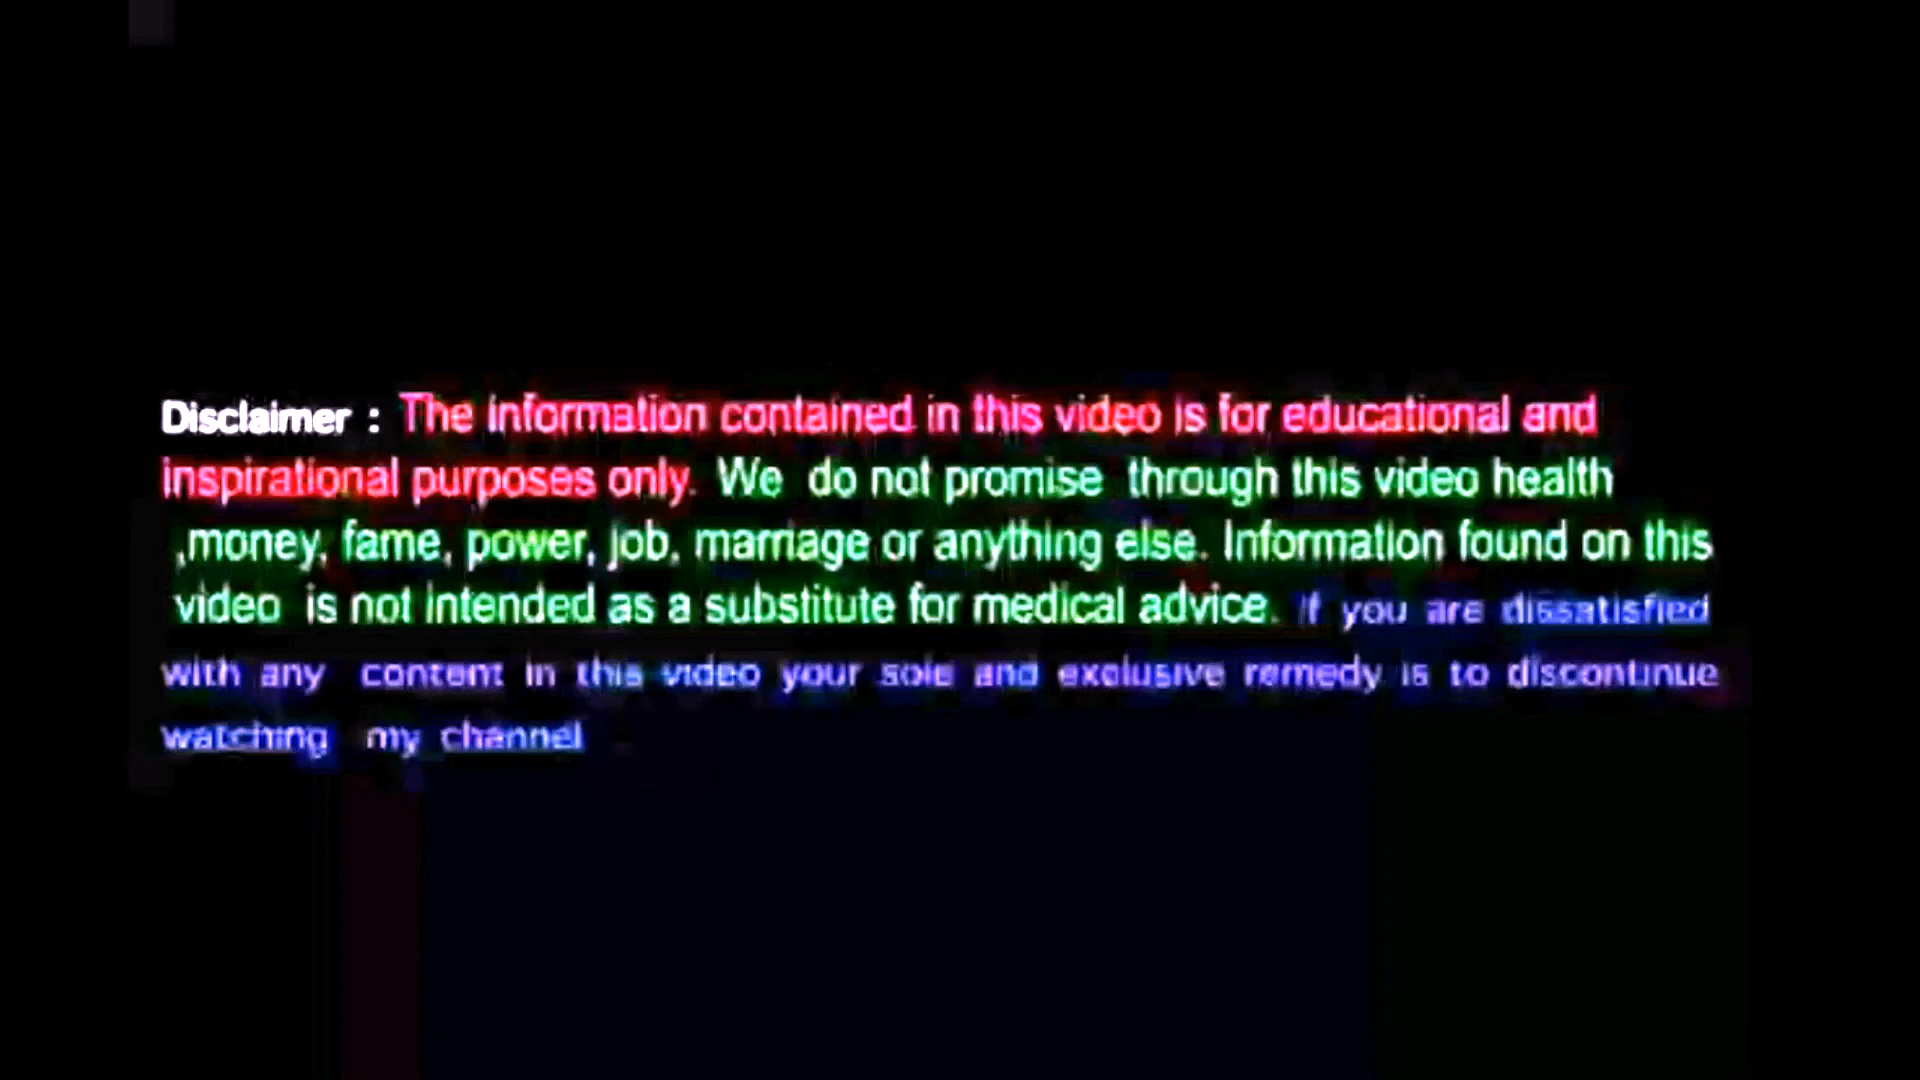 Disclaimer : The information contained in this video is for educational and
inspirational purposes only. We do not promise through this video health
,money, fame, power, job, marriage or anything else. Information found on this
video is not intended as a substitute for medical advice. If you are dissatisfied
with any content in this video your sole and exclusive remedy is to discontinue
watching my channel